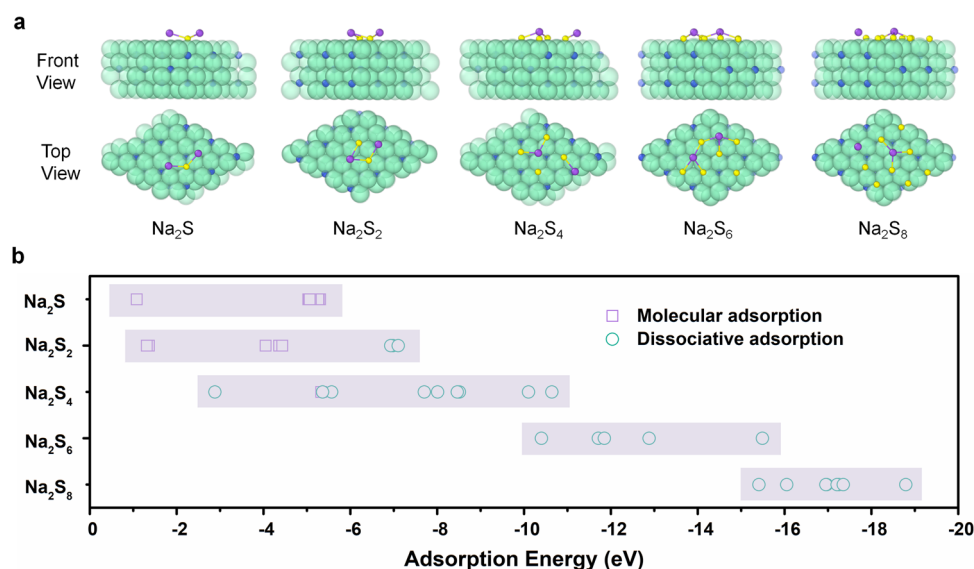 a
Front
View
Top
View
Na₂S
Na₂S₂
Na₂S₄
Na₂S₆
Na₂S₈
b
Na₂S
Na₂S₂
Na₂S₄
Na₂S₆
Na₂S₈
Molecular adsorption
Dissociative adsorption
0 -2 -4 -6 -8 -10 -12 -14 -16 -18 -20
Adsorption Energy (eV)